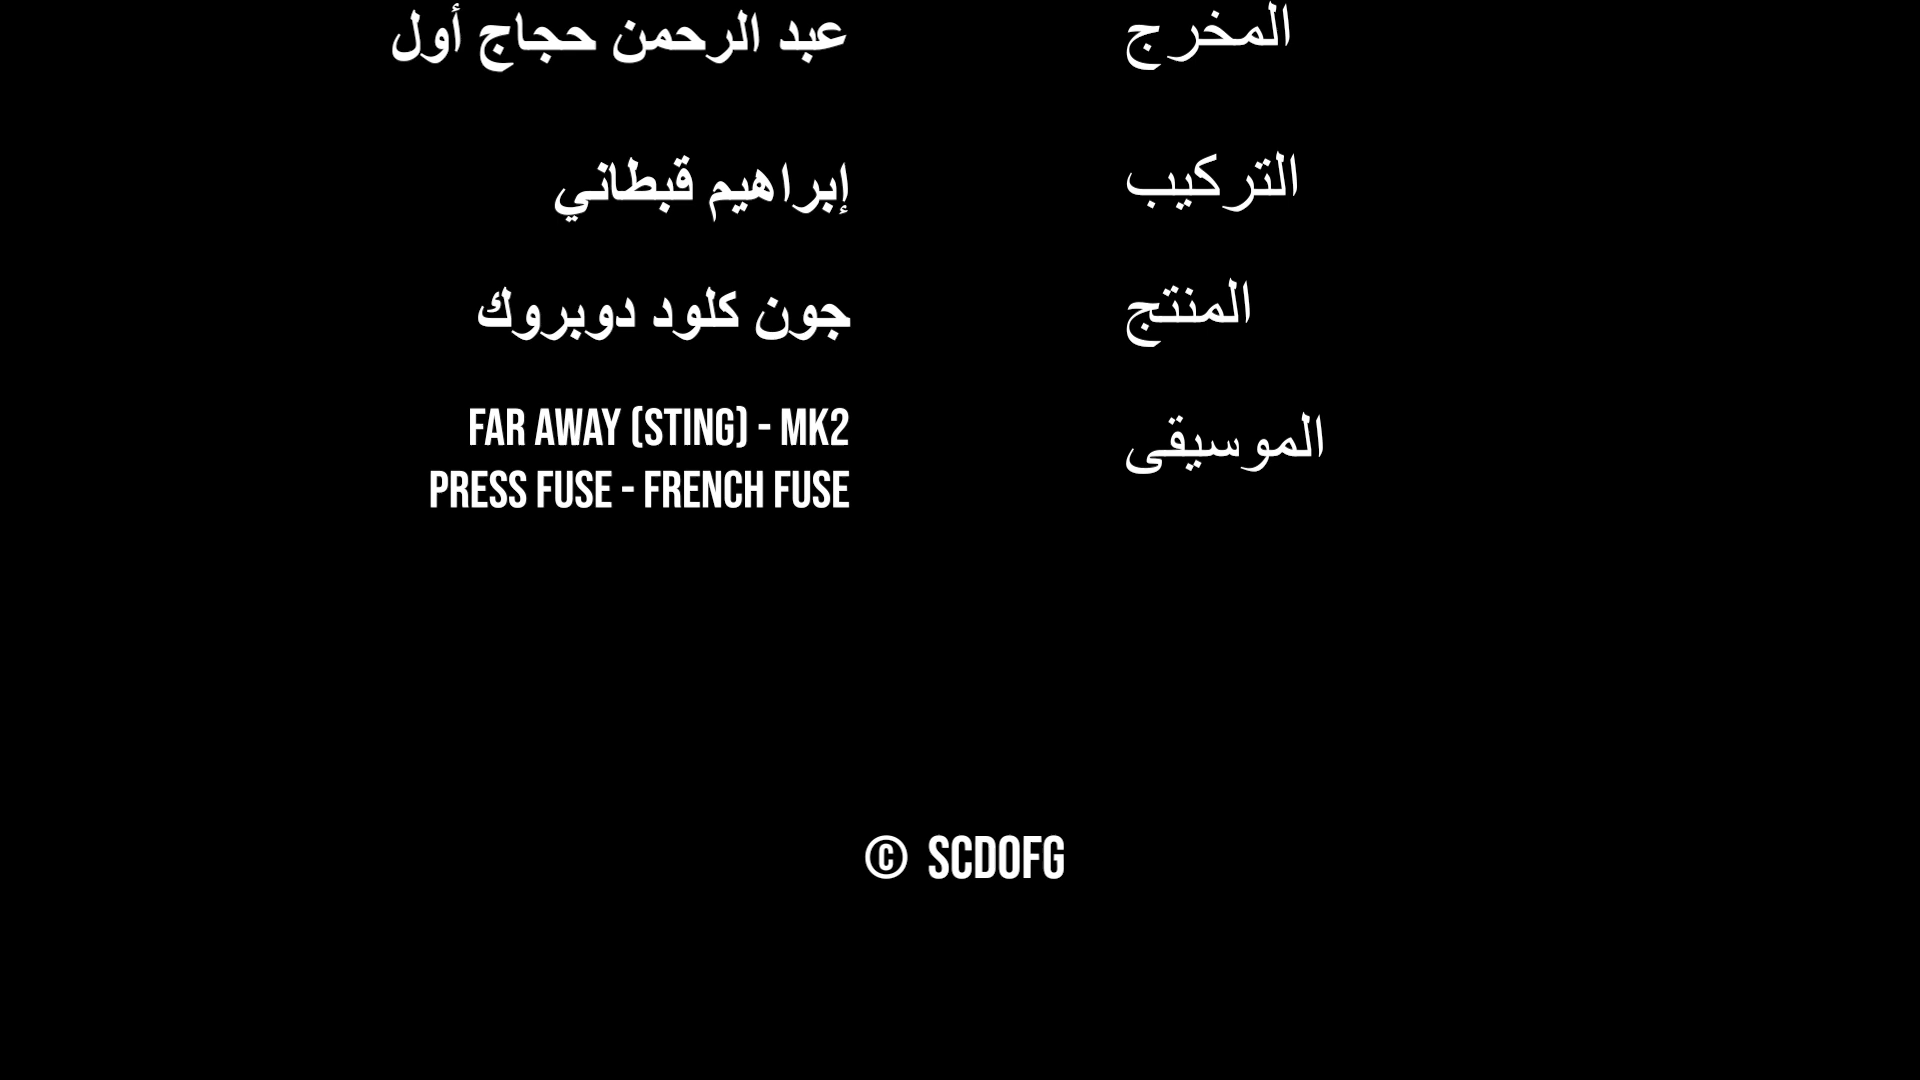 المخرج عبد الرحمن حجاج أول
التركيب إبراهيم قبطاني
المنتج جون كلود دوبروك
الموسيقى FAR AWAY (STING) - MK2
PRESS FUSE - FRENCH FUSE
© SCDOFG